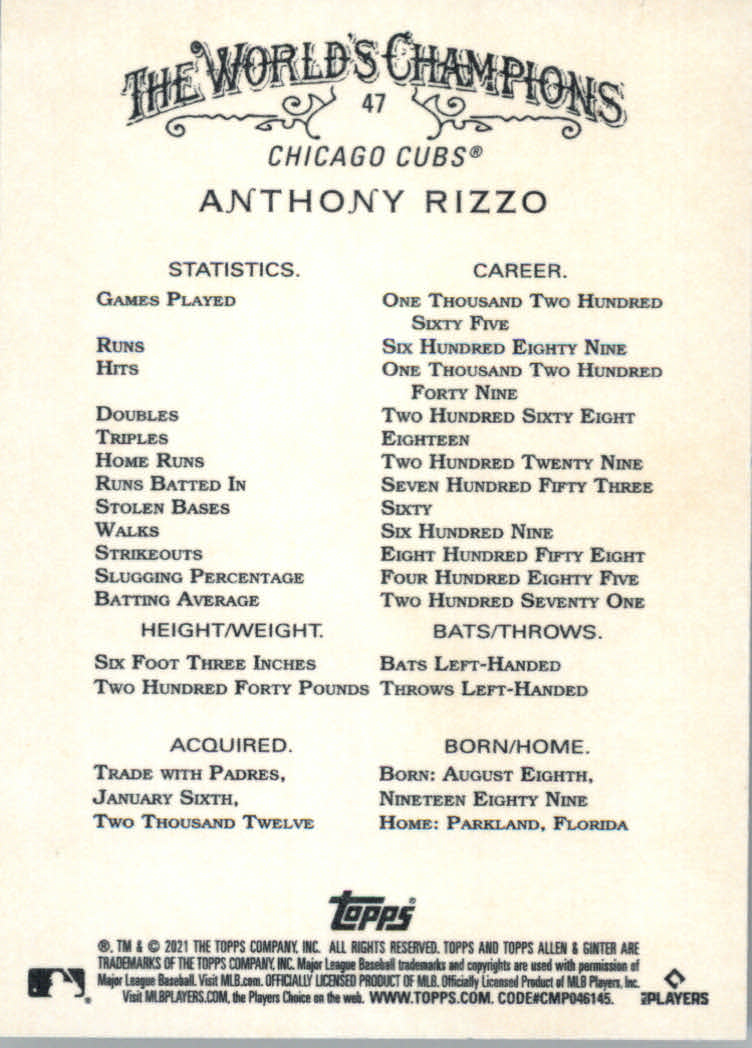 THE WORLD'S CHAMPIONS
47
CHICAGO CUBS®
ANTHONY RIZZO
STATISTICS. CAREER.
GAMES PLAYED ONE THOUSAND TWO HUNDRED
SIXTY FIVE
RUNS SIX HUNDRED EIGHTY NINE
HITS ONE THOUSAND TWO HUNDRED
FORTY NINE
DOUBLES TWO HUNDRED SIXTY EIGHT
TRIPLES EIGHTEEN
HOME RUNS TWO HUNDRED TWENTY NINE
RUNS BATTED IN SEVEN HUNDRED FIFTY THREE
STOLEN BASES SIXTY
WALKS SIX HUNDRED NINE
STRIKEOUTS EIGHT HUNDRED FIFTY EIGHT
SLUGGING PERCENTAGE FOUR HUNDRED EIGHTY FIVE
BATTING AVERAGE TWO HUNDRED SEVENTY ONE
HEIGHT/WEIGHT. BATS/THROWS.
SIX FOOT THREE INCHES BATS LEFT-HANDED
TWO HUNDRED FORTY POUNDS THROWS LEFT-HANDED
ACQUIRED. BORN/HOME.
TRADE WITH PADRES, BORN: AUGUST EIGHTH,
JANUARY SIXTH, NINETEEN EIGHTY NINE
TWO THOUSAND TWELVE HOME: PARKLAND, FLORIDA
Topps®
®, TM & © 2021 THE TOPPS COMPANY, INC. ALL RIGHTS RESERVED. TOPPS AND TOPPS ALLEN & GINTER ARE
TRADEMARKS OF THE TOPPS COMPANY, INC. Major League Baseball trademarks and copyrights are used with permission of
Major League Baseball. Visit MLB.com. OFFICIALLY LICENSED PRODUCT OF MLB. Officially Licensed Product of MLB Players, Inc.
Visit MLBPLAYERS.COM, the Players Choice on the web. WWW.TOPPS.COM. CODE#CMP046145.
MLBPLAYERS